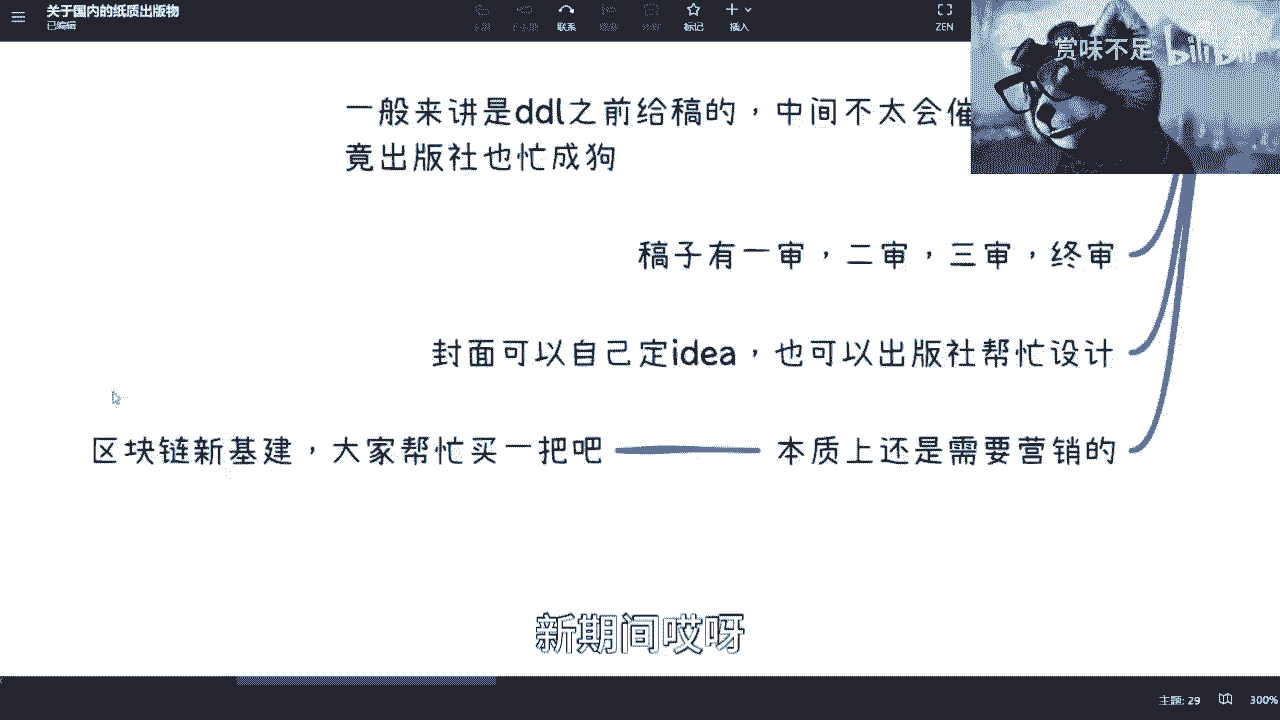 关于国内的纸质出版物
已编辑
联系
标记
插入
ZEN
赏味不足 bilibili
一般来讲是ddl之前给稿的，中间不太会催
竟出版社也忙成狗
稿子有一审，二审，三审，终审
封面可以自己定idea，也可以出版社帮忙设计
区块链新基建，大家帮忙买一把吧
本质上还是需要营销的
新期间哎呀
主题: 29
300%